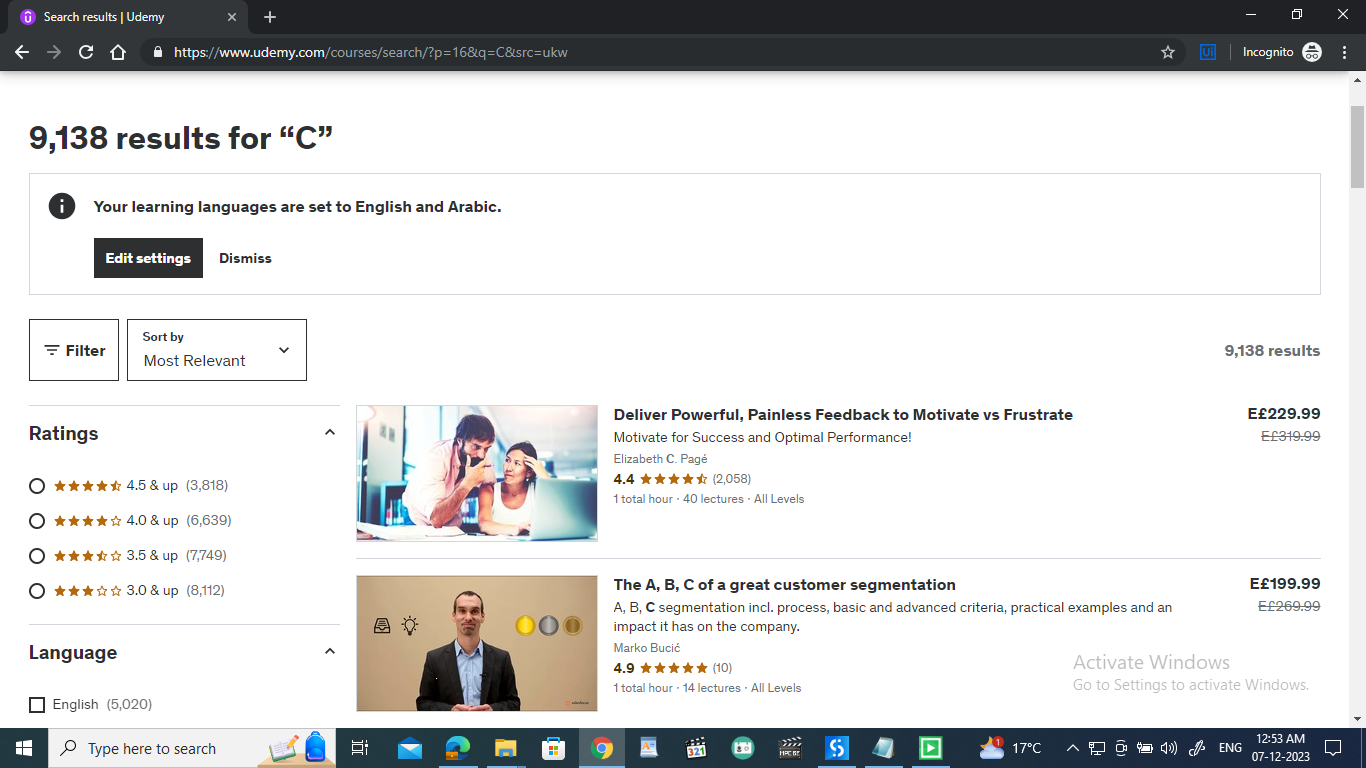 Search results | Udemy
https://www.udemy.com/courses/search/?p=16&q=C&src=ukw
Ui
Incognito
9,138 results for “C”
Your learning languages are set to English and Arabic.
Edit settings
Dismiss
Filter
Sort by
Most Relevant
9,138 results
Ratings
4.5 & up (3,818)
4.0 & up (6,639)
3.5 & up (7,749)
3.0 & up (8,112)
Language
English (5,020)
Deliver Powerful, Painless Feedback to Motivate vs Frustrate
E£229.99
Motivate for Success and Optimal Performance!
E£319.99
Elizabeth C. Pagé
4.4 (2,058)
1 total hour · 40 lectures · All Levels
The A, B, C of a great customer segmentation
E£199.99
A, B, C segmentation incl. process, basic and advanced criteria, practical examples and an
E£269.99
impact it has on the company.
Marko Bucić
4.9 (10)
1 total hour · 14 lectures · All Levels
Activate Windows
Go to Settings to activate Windows.
Type here to search
321
MPC BE
1
17°C
ENG
12:53 AM
07-12-2023